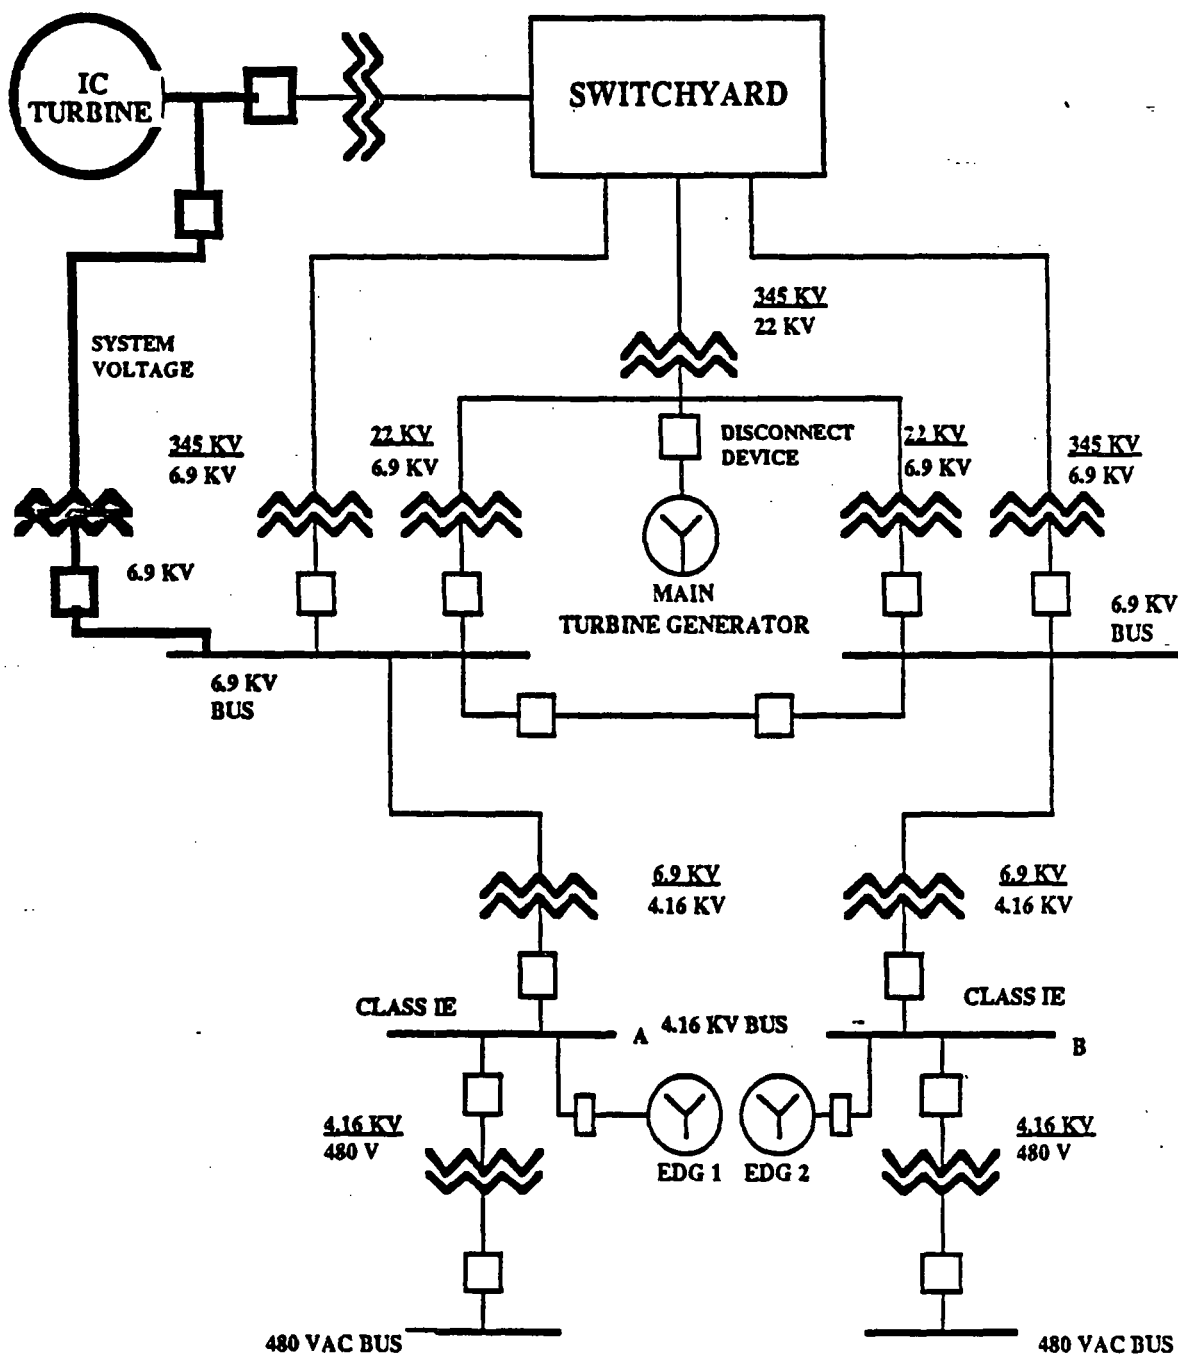 IC
TURBINE
SWITCHYARD
345 KV
22 KV
SYSTEM
VOLTAGE
345 KV
6.9 KV
22 KV
6.9 KV
DISCONNECT
DEVICE
22 KV
6.9 KV
345 KV
6.9 KV
6.9 KV
MAIN
TURBINE GENERATOR
6.9 KV
BUS
6.9 KV
BUS
6.9 KV
4.16 KV
6.9 KV
4.16 KV
CLASS IE
CLASS IE
A
4.16 KV BUS
B
4.16 KV
480 V
EDG 1
EDG 2
4.16 KV
480 V
480 VAC BUS
480 VAC BUS